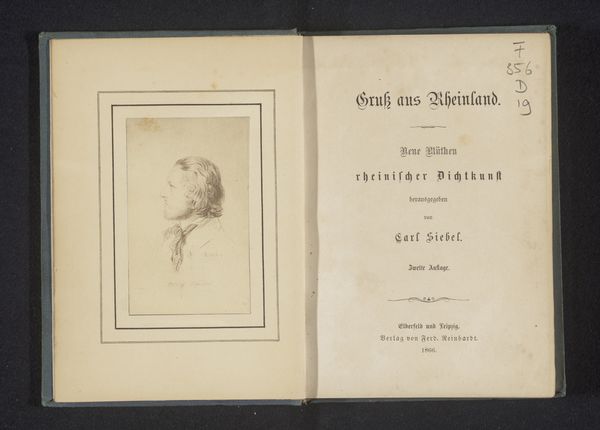 F
356
D
19
Gruß aus Rheinland.
Neue Blüthen
rheinischer Dichtkunst
herausgegeben
von
Carl Siebel.
Zweite Auflage.
Elberfeld und Leipzig.
Verlag von Ferd. Reinhardt.
1866.